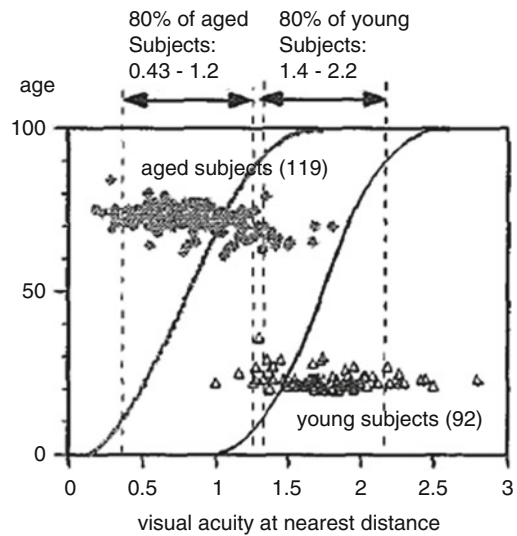 80% of aged
Subjects:
0.43 - 1.2
80% of young
Subjects:
1.4 - 2.2
age
100
aged subjects (119)
50
young subjects (92)
0
0 0.5 1 1.5 2 2.5 3
visual acuity at nearest distance